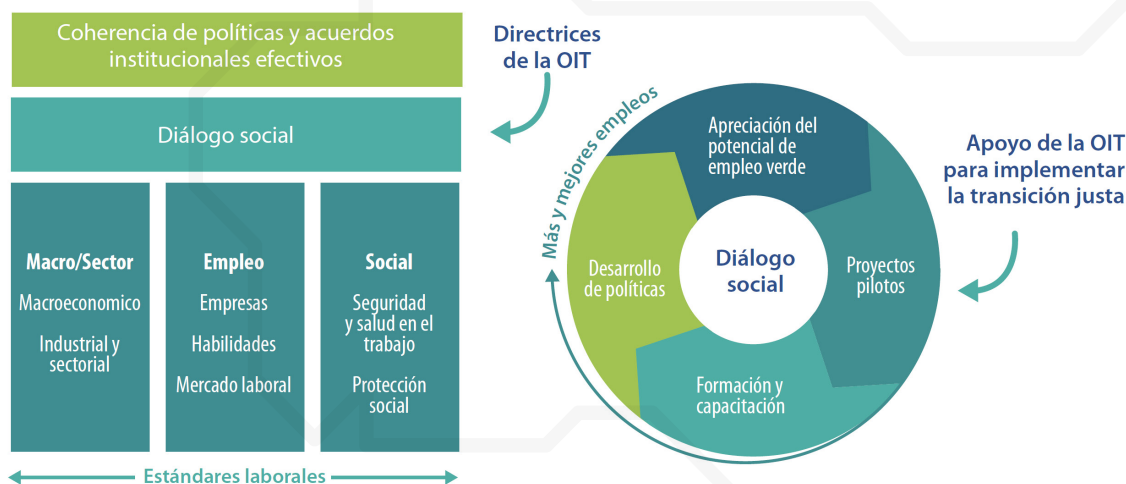 Coherencia de políticas y acuerdos
institucionales efectivos
Diálogo social
Macro/Sector
Macroeconomico
Industrial y
sectorial
Empleo
Empresas
Habilidades
Mercado laboral
Social
Seguridad
y salud en el
trabajo
Protección
social
Estándares laborales
Directrices
de la OIT
Más y mejores empleos
Apreciación del
potencial de
empleo verde
Desarrollo
de políticas
Diálogo
social
Proyectos
pilotos
Formación y
capacitación
Apoyo de la OIT
para implementar
la transición justa